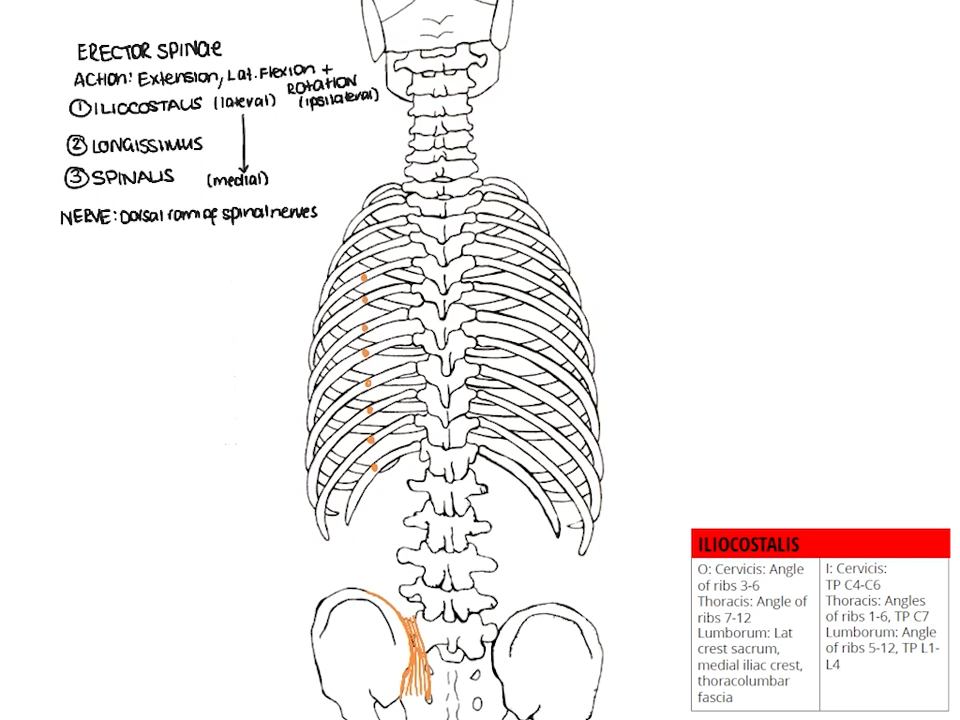 ERECTOR SPINAE
ACTION: Extension, Lat. Flexion +
ROTATION
(ipsilateral)
① ILIOCOSTALIS (lateral)
② LONGISSIMUS
③ SPINALIS (medial)
NERVE: Dorsal rami of spinal nerves
ILIOCOSTALIS
O: Cervicis: Angle
of ribs 3-6
Thoracis: Angle of
ribs 7-12
Lumborum: Lat
crest sacrum,
medial iliac crest,
thoracolumbar
fascia
I: Cervicis:
TP C4-C6
Thoracis: Angles
of ribs 1-6, TP C7
Lumborum: Angle
of ribs 5-12, TP L1-
L4